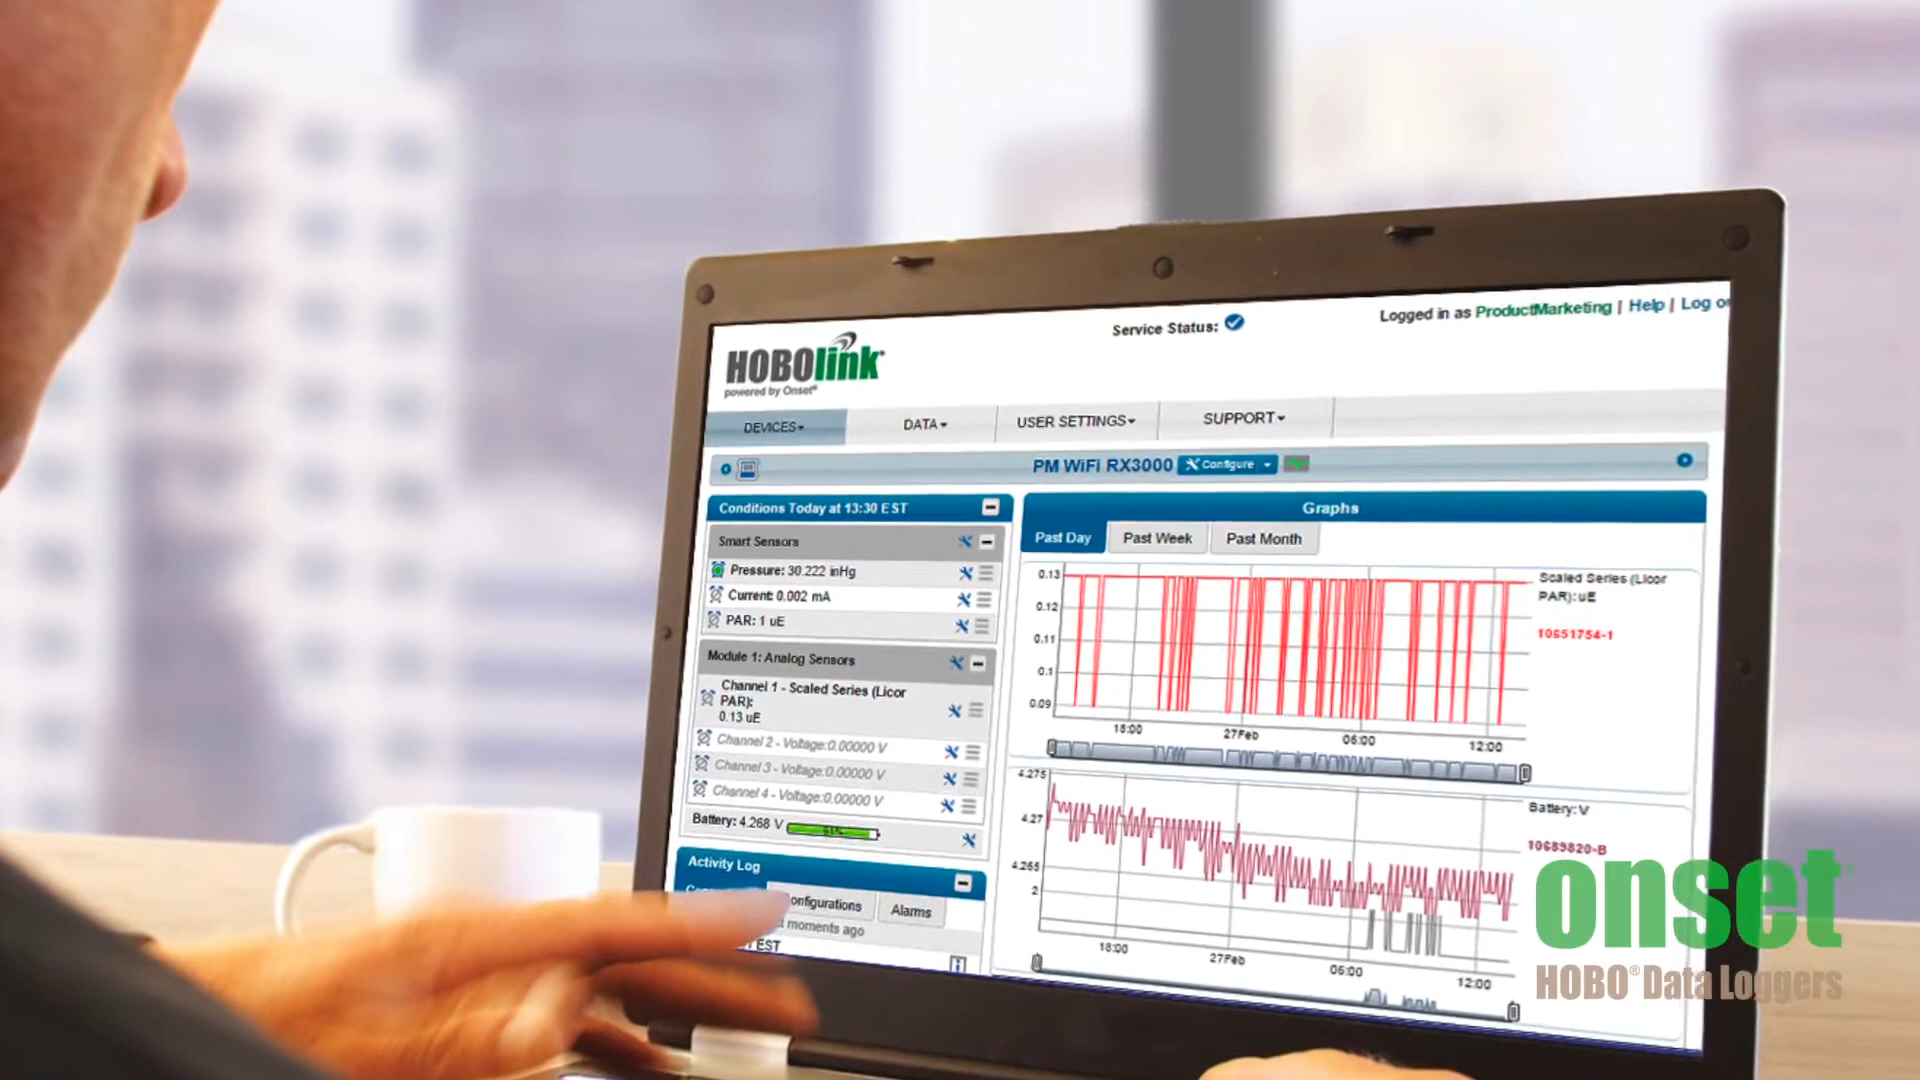 Service Status:
Logged in as ProductMarketing | Help | Log
HOBOlink®
powered by Onset®
DEVICES
DATA
USER SETTINGS
SUPPORT
PM WiFi RX3000
Configure
Conditions Today at 13:30 EST
Smart Sensors
Pressure: 30.222 inHg
Current: 0.002 mA
PAR: 1 uE
Module 1: Analog Sensors
Channel 1 - Scaled Series (Licor
PAR):
0.13 uE
Channel 2 - Voltage:0.00000 V
Channel 3 - Voltage:0.00000 V
Channel 4 - Voltage:0.00000 V
Battery: 4.268 V
Activity Log
onfigurations
Alarms
moments ago
EST
Graphs
Past Day
Past Week
Past Month
0.13
0.12
0.11
0.1
0.09
18:00
27Feb
06:00
12:00
Scaled Series (Licor
PAR):uE
10651754-1
4.275
4.27
4.265
2
18:00
27Feb
06:00
12:00
Battery:V
10689820-B
onset
HOBO® Data Loggers